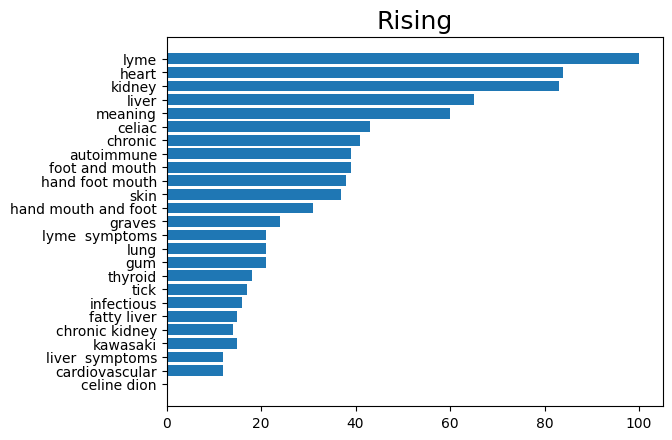 Rising
lyme
heart
kidney
liver
meaning
celiac
chronic
autoimmune
foot and mouth
hand foot mouth
skin
hand mouth and foot
graves
lyme  symptoms
lung
gum
thyroid
tick
infectious
fatty liver
chronic kidney
kawasaki
liver  symptoms
cardiovascular
celine dion
0 20 40 60 80 100